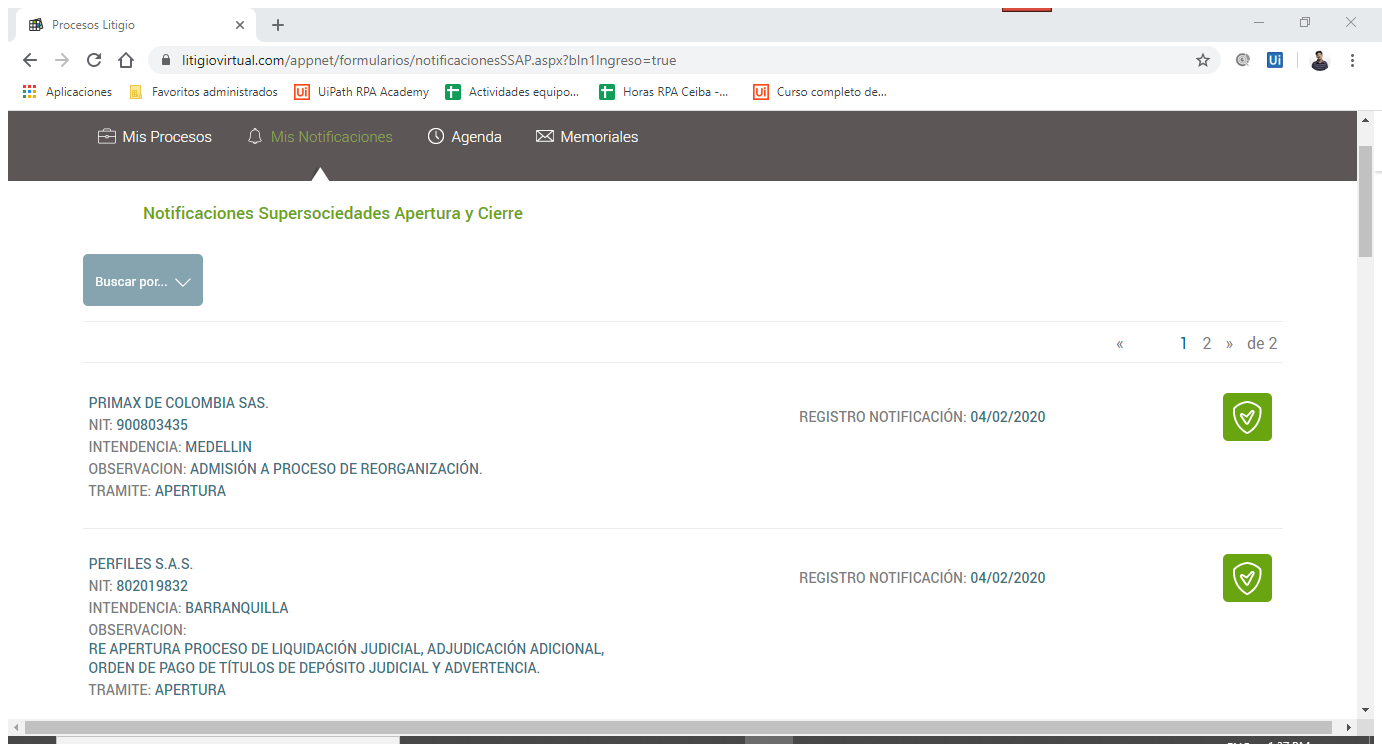 Procesos Litigio
litigiovirtual.com/appnet/formularios/notificacionesSSAP.aspx?bln1Ingreso=true
Aplicaciones Favoritos administrados UiPath RPA Academy Actividades equipo... Horas RPA Ceiba -... Curso completo de...
Mis Procesos Mis Notificaciones Agenda Memoriales
Notificaciones Supersociedades Apertura y Cierre
Buscar por...
« 1 2 » de 2
PRIMAX DE COLOMBIA SAS.
NIT: 900803435
INTENDENCIA: MEDELLIN
OBSERVACION: ADMISIÓN A PROCESO DE REORGANIZACIÓN.
TRAMITE: APERTURA
REGISTRO NOTIFICACIÓN: 04/02/2020
PERFILES S.A.S.
NIT: 802019832
INTENDENCIA: BARRANQUILLA
OBSERVACION:
RE APERTURA PROCESO DE LIQUIDACIÓN JUDICIAL, ADJUDICACIÓN ADICIONAL,
ORDEN DE PAGO DE TÍTULOS DE DEPÓSITO JUDICIAL Y ADVERTENCIA.
TRAMITE: APERTURA
REGISTRO NOTIFICACIÓN: 04/02/2020